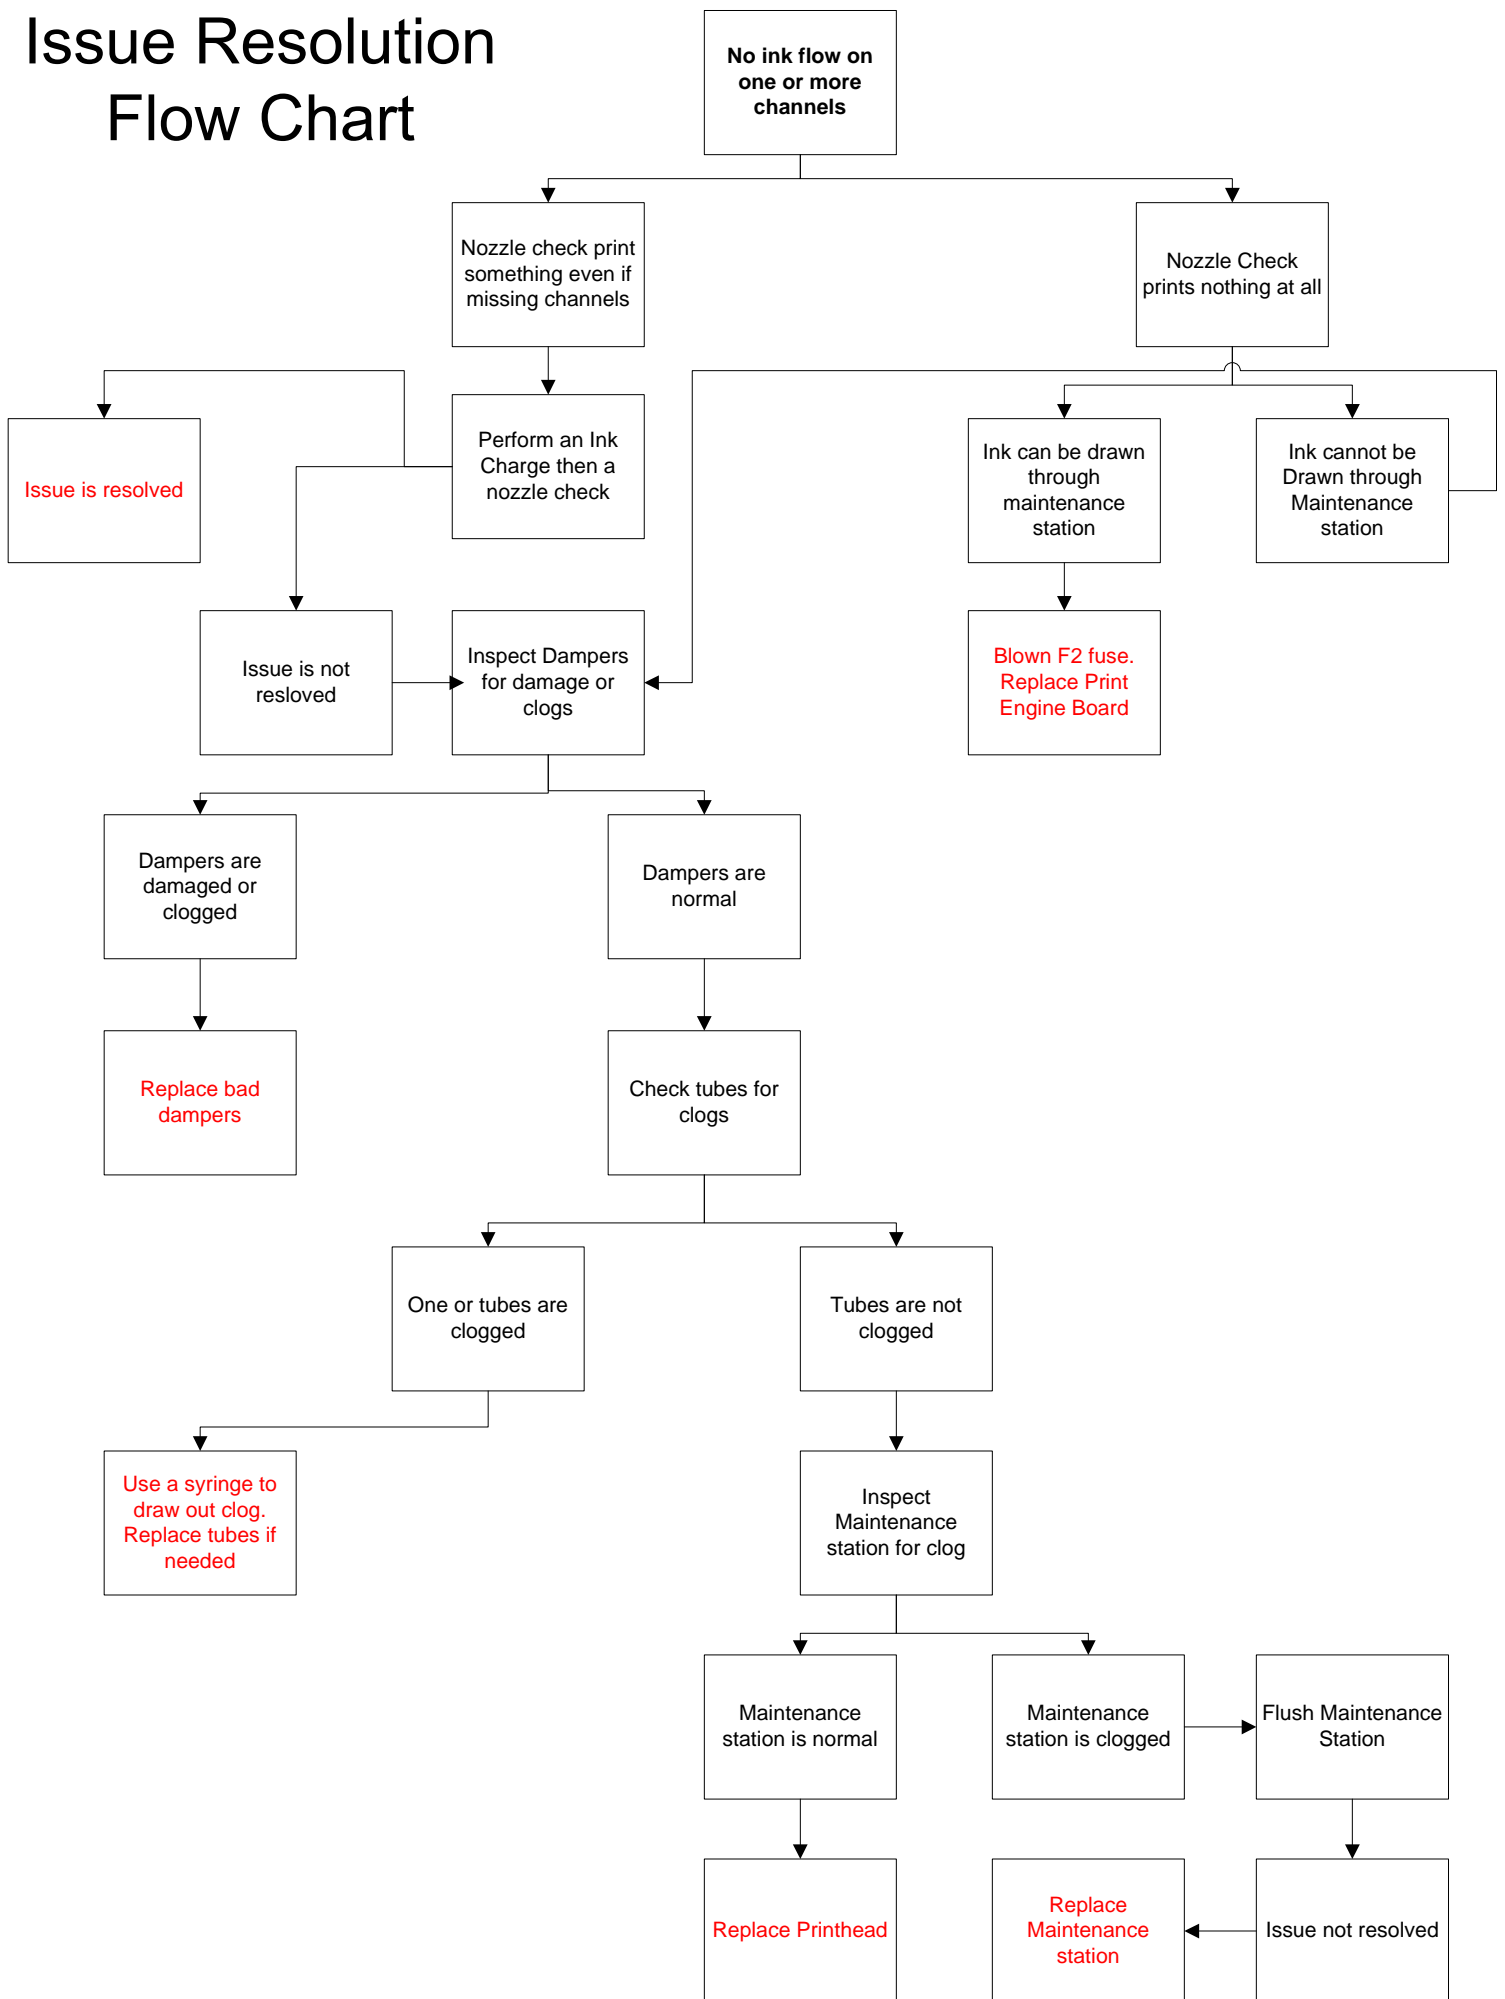 Issue Resolution
Flow Chart
No ink flow on
one or more
channels
Nozzle check print
something even if
missing channels
Nozzle Check
prints nothing at all
Issue is resolved
Perform an Ink
Charge then a
nozzle check
Ink can be drawn
through
maintenance
station
Ink cannot be
Drawn through
Maintenance
station
Issue is not
resloved
Inspect Dampers
for damage or
clogs
Blown F2 fuse.
Replace Print
Engine Board
Dampers are
damaged or
clogged
Dampers are
normal
Replace bad
dampers
Check tubes for
clogs
One or tubes are
clogged
Tubes are not
clogged
Use a syringe to
draw out clog.
Replace tubes if
needed
Inspect
Maintenance
station for clog
Maintenance
station is normal
Maintenance
station is clogged
Flush Maintenance
Station
Replace Printhead
Replace
Maintenance
station
Issue not resolved